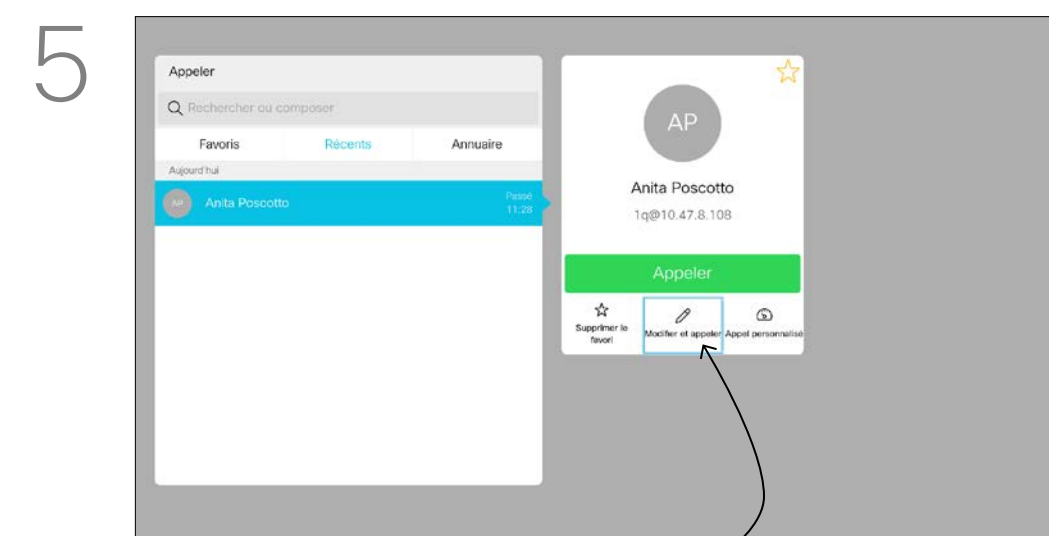 5
Appeler
Rechercher ou composer
Favoris Récents Annuaire
Aujourd'hui
AP Anita Poscotto Passé
11:28
AP
Anita Poscotto
1q@10.47.8.108
Appeler
Supprimer le favori
Modifier et appeler Appel personnalisé